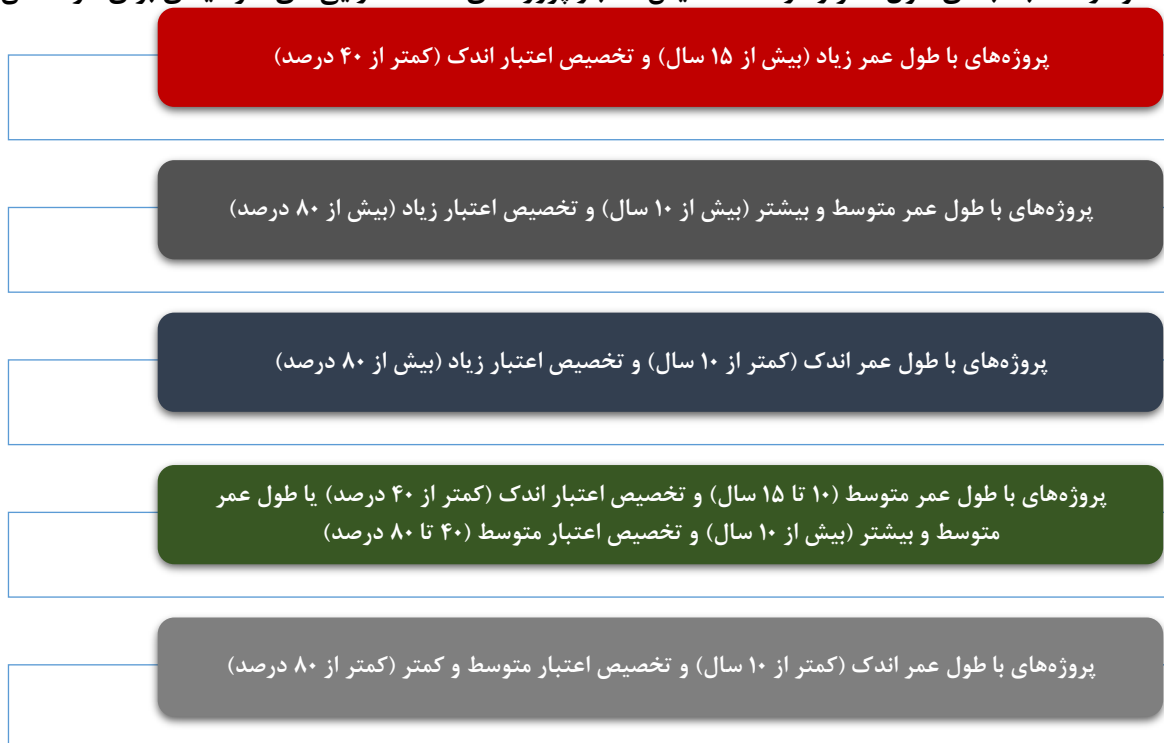 پروژه‌های با طول عمر زیاد (بیش از ۱۵ سال) و تخصیص اعتبار اندک (کمتر از ۴۰ درصد)
پروژه‌های با طول عمر متوسط و بیشتر (بیش از ۱۰ سال) و تخصیص اعتبار زیاد (بیش از ۸۰ درصد)
پروژه‌های با طول عمر اندک (کمتر از ۱۰ سال) و تخصیص اعتبار زیاد (بیش از ۸۰ درصد)
پروژه‌های با طول عمر متوسط (۱۰ تا ۱۵ سال) و تخصیص اعتبار اندک (کمتر از ۴۰ درصد) یا طول عمر
متوسط و بیشتر (بیش از ۱۰ سال) و تخصیص اعتبار متوسط (۴۰ تا ۸۰ درصد)
پروژه‌های با طول عمر اندک (کمتر از ۱۰ سال) و تخصیص اعتبار متوسط و کمتر (کمتر از ۸۰ درصد)